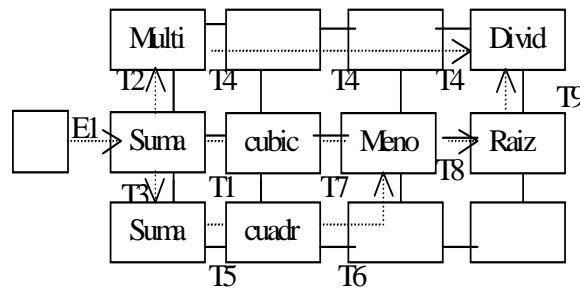 Multi Divid
T2 T4 T4 T4 T9
E1 Suma cubic Meno Raiz
T3 T1 T7 T8
Suma cuadr
T5 T6